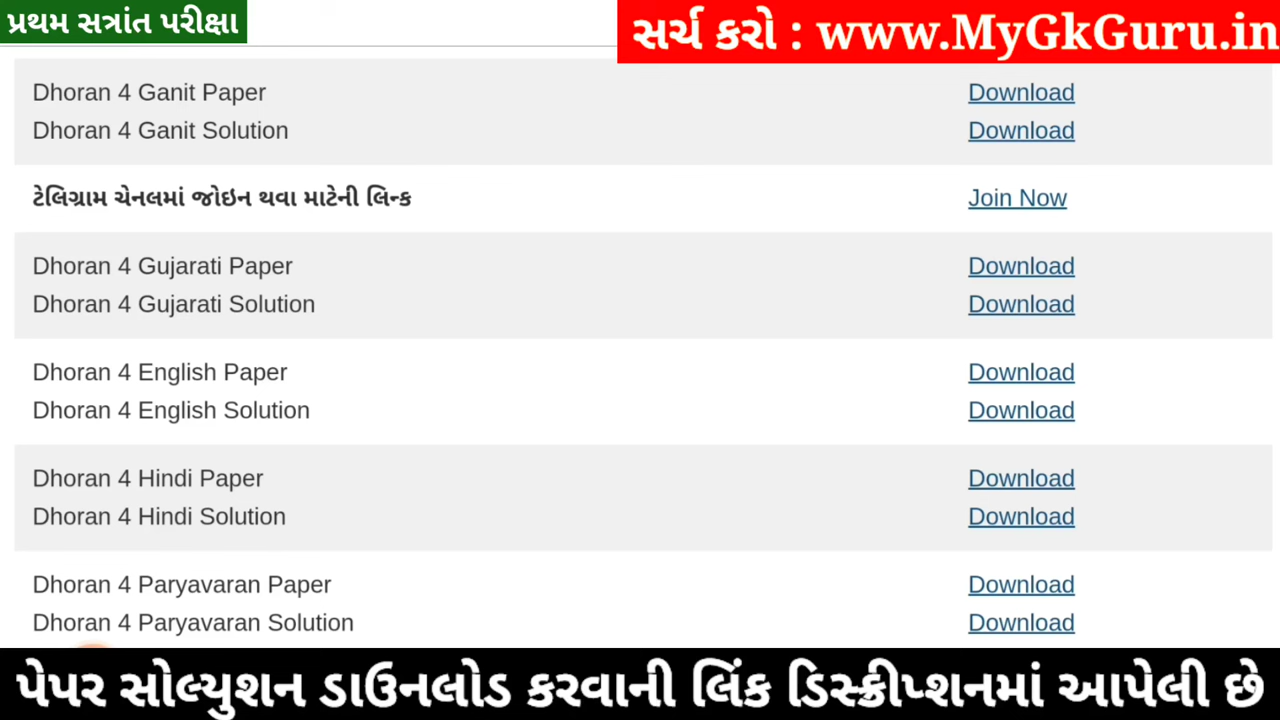 પ્રથમ સત્રાંત પરીક્ષા
સર્ચ કરો : www.MyGkGuru.in
Dhoran 4 Ganit Paper Download
Dhoran 4 Ganit Solution Download
ટેલિગ્રામ ચેનલમાં જોઇન થવા માટેની લિન્ક Join Now
Dhoran 4 Gujarati Paper Download
Dhoran 4 Gujarati Solution Download
Dhoran 4 English Paper Download
Dhoran 4 English Solution Download
Dhoran 4 Hindi Paper Download
Dhoran 4 Hindi Solution Download
Dhoran 4 Paryavaran Paper Download
Dhoran 4 Paryavaran Solution Download
પેપર સોલ્યુશન ડાઉનલોડ કરવાની લિંક ડિસ્ક્રીપ્શનમાં આપેલી છે